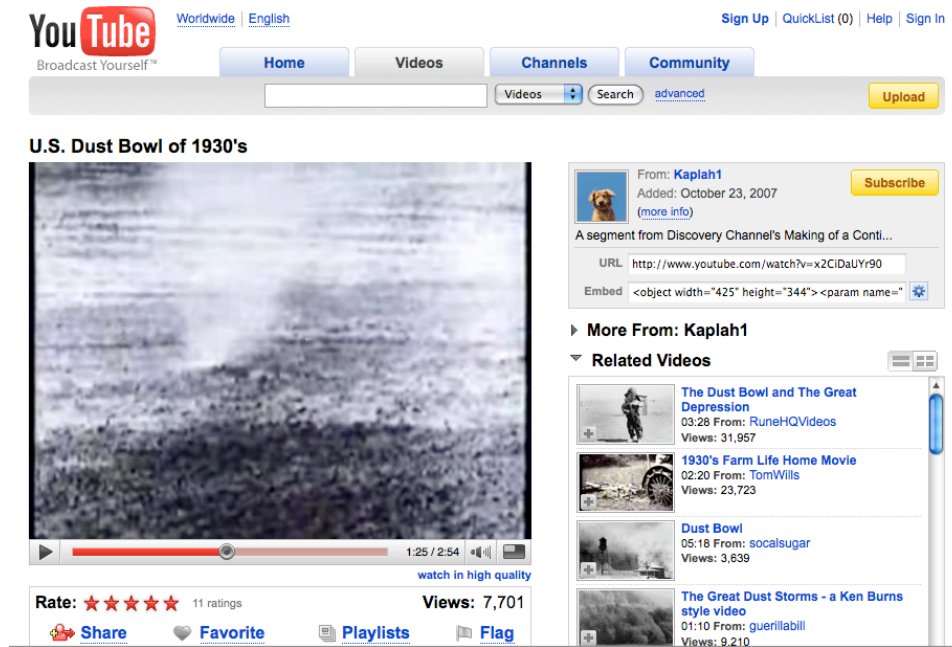 YouTube
Broadcast Yourself™
Worldwide | English
Sign Up | QuickList (0) | Help | Sign In
Home
Videos
Channels
Community
Videos
Search
advanced
Upload
U.S. Dust Bowl of 1930's
From: Kaplah1
Added: October 23, 2007
(more info)
Subscribe
A segment from Discovery Channel's Making of a Conti...
URL http://www.youtube.com/watch?v=x2CiDaUYr90
Embed <object width="425" height="344"><param name="
More From: Kaplah1
Related Videos
The Dust Bowl and The Great
Depression
03:28 From: RuneHQVideos
Views: 31,957
1930's Farm Life Home Movie
02:20 From: TomWills
Views: 23,723
Dust Bowl
05:18 From: socalsugar
Views: 3,639
The Great Dust Storms - a Ken Burns
style video
01:10 From: guerillabill
Views: 9,210
1:25 / 2:54
watch in high quality
Rate: 11 ratings
Views: 7,701
Share
Favorite
Playlists
Flag